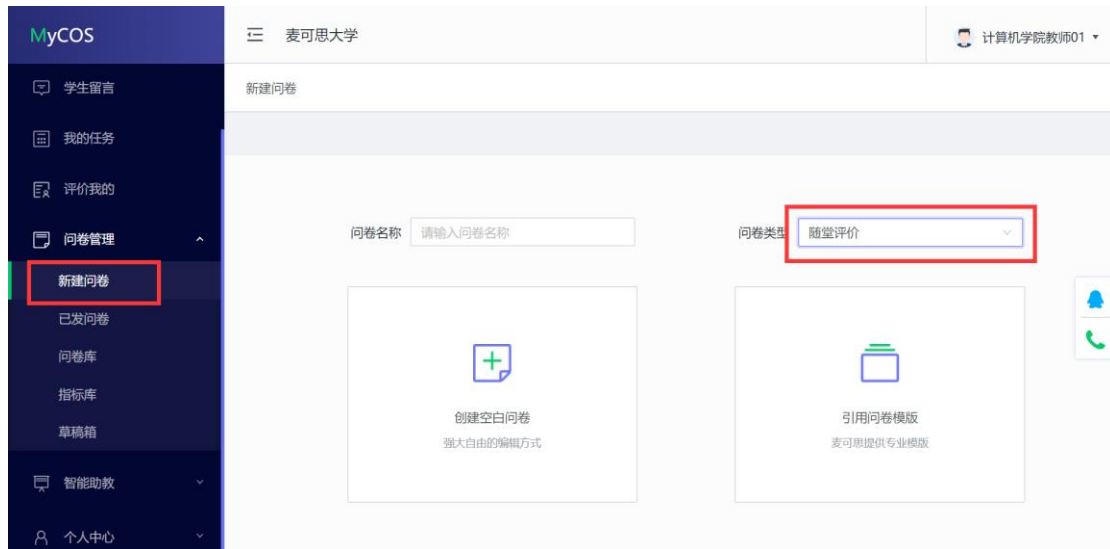 MyCOS
麦可思大学
计算机学院教师01
学生留言
我的任务
评价我的
问卷管理
新建问卷
已发问卷
问卷库
指标库
草稿箱
智能助教
个人中心
新建问卷
问卷名称 请输入问卷名称
问卷类型 随堂评价
创建空白问卷
强大自由的编辑方式
引用问卷模版
麦可思提供专业模版